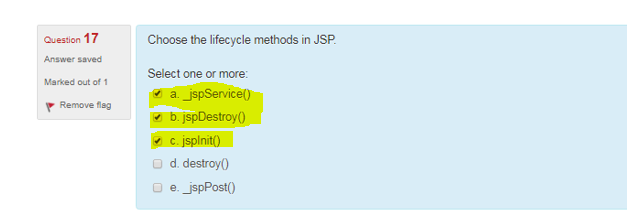 Question 17
Answer saved
Marked out of 1
Remove flag
Choose the lifecycle methods in JSP.
Select one or more:
a. _jspService()
b. jspDestroy()
c. jspInit()
d. destroy()
e. _jspPost()